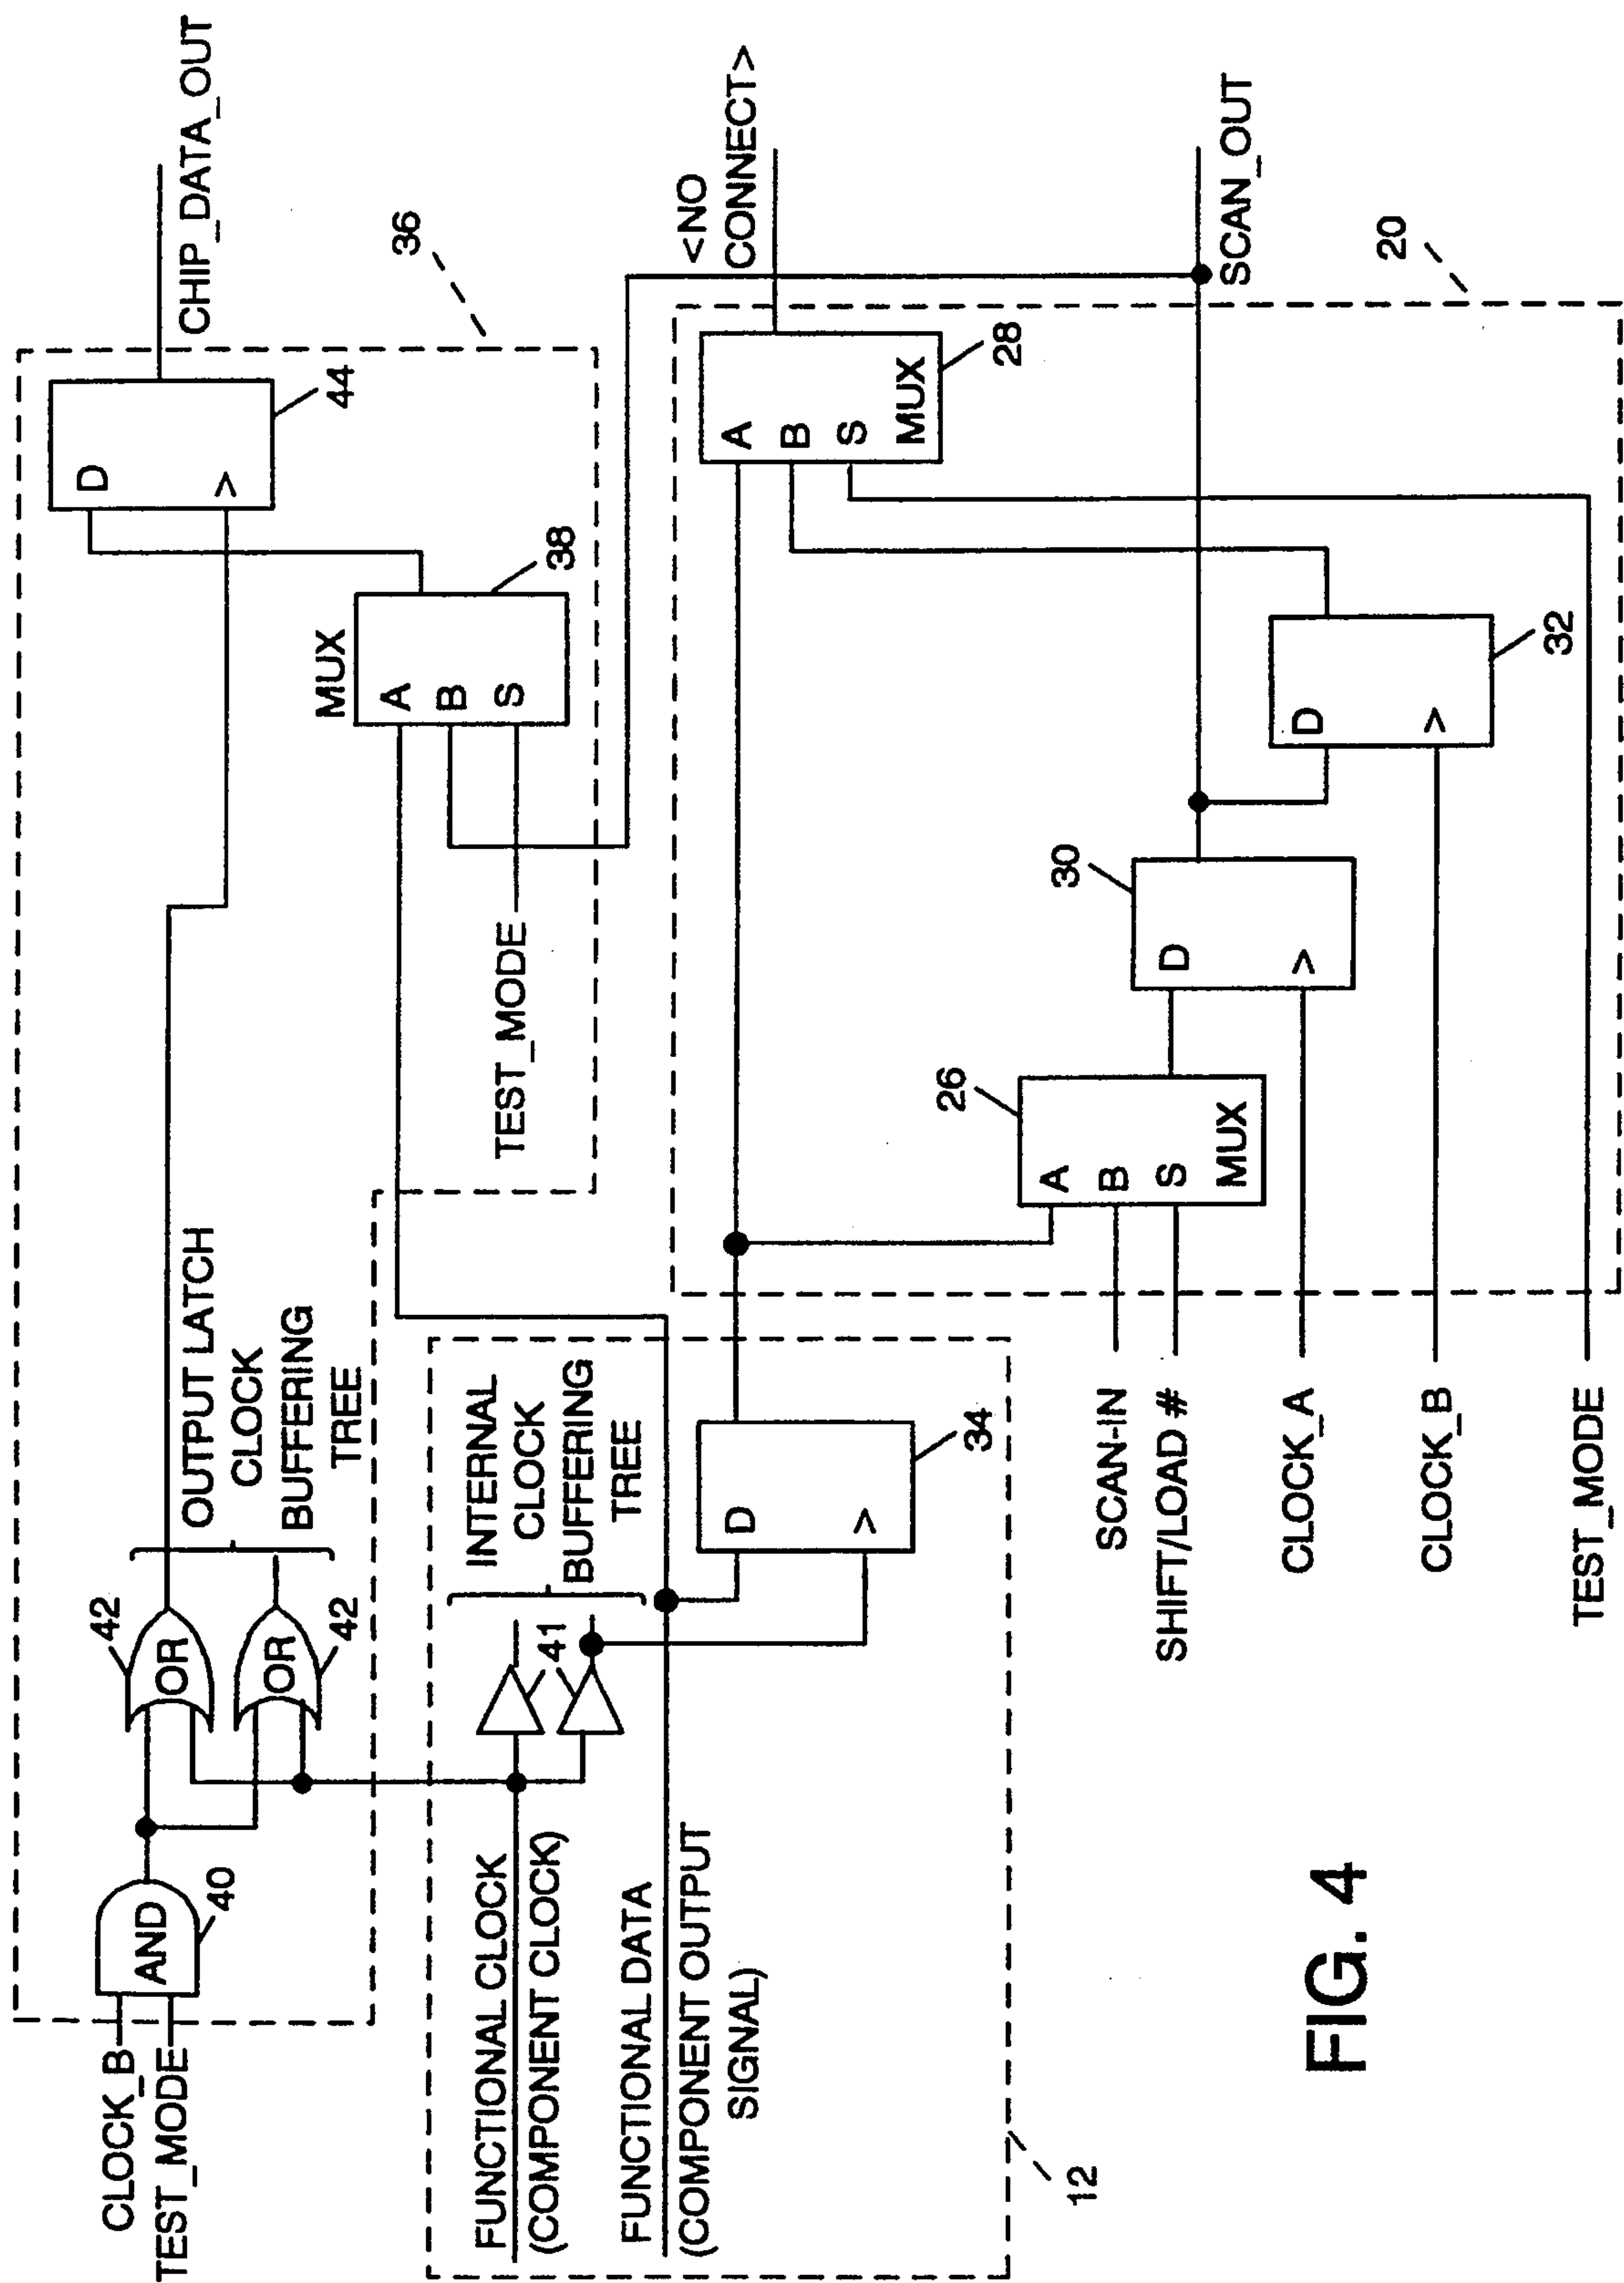 CLOCK_B
TEST_MODE
AND
40
42
OR
OR
42
OUTPUT LATCH
CLOCK
BUFFERING
TREE
D
>
44
CHIP_DATA_OUT
36
MUX
A
B
S
38
TEST_MODE
FUNCTIONAL CLOCK
(COMPONENT CLOCK)
41
INTERNAL
CLOCK
BUFFERING
TREE
FUNCTIONAL DATA
(COMPONENT OUTPUT
SIGNAL)
D
>
34
12
<NO
CONNECT>
A
B
S
MUX
28
26
A
B
S
MUX
30
D
>
D
>
32
SCAN_OUT
20
SCAN-IN
SHIFT/LOAD #
CLOCK_A
CLOCK_B
TEST_MODE
FIG. 4